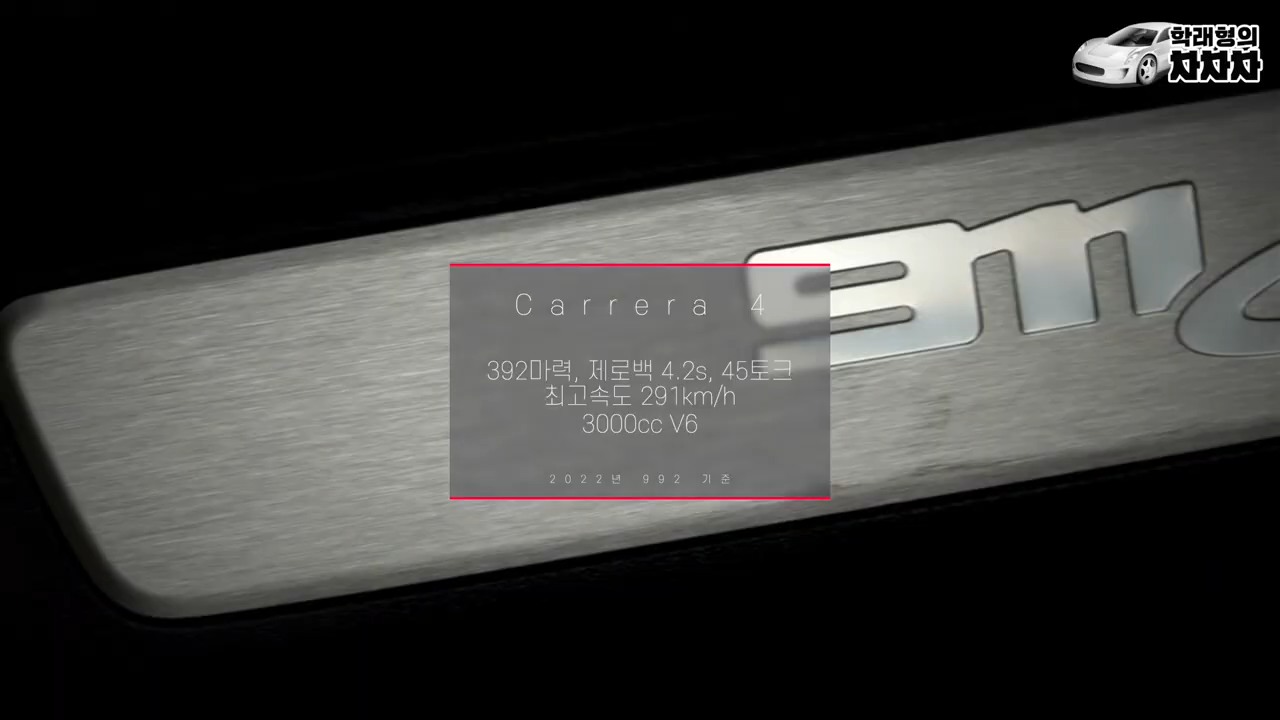 학래형의
차차차
911
Carrera 4
392마력, 제로백 4.2s, 45토크
최고속도 291km/h
3000cc V6
2022년 992 기준